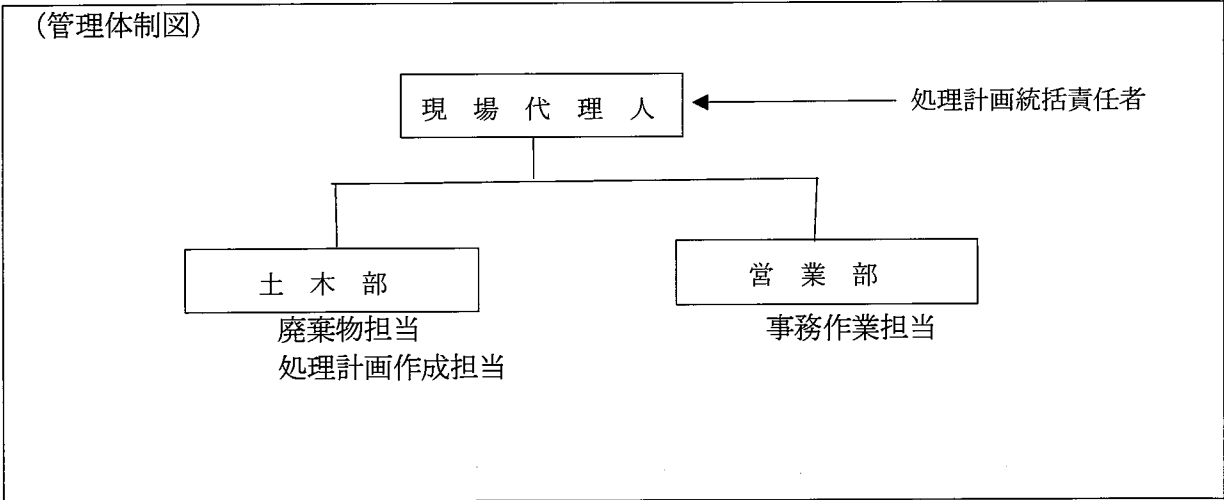 （管理体制図）
現場代理人
処理計画統括責任者
土木部
廃棄物担当
処理計画作成担当
営業部
事務作業担当